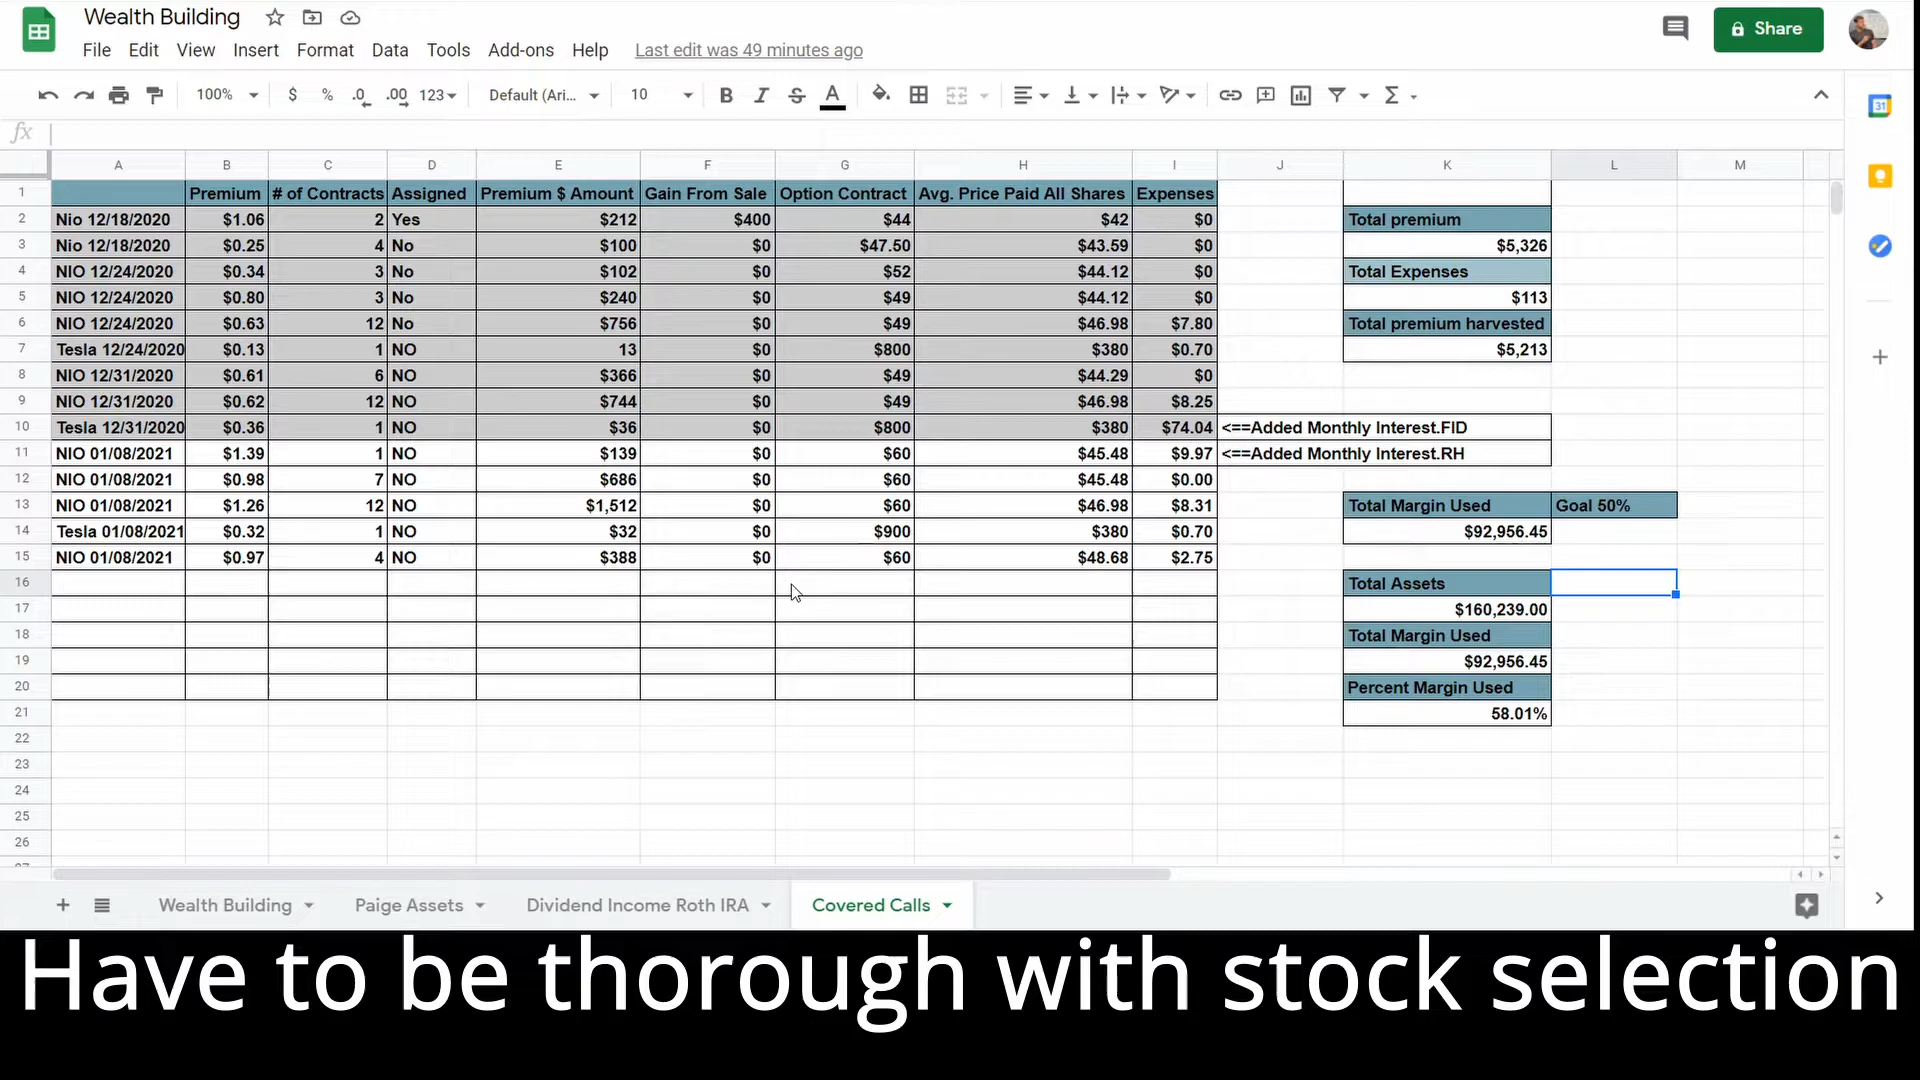 Wealth Building
File Edit View Insert Format Data Tools Add-ons Help Last edit was 49 minutes ago
Share
100% $ % .0 .00 123 Default (Ari... 10 B I S A Σ
31
fx
A B C D E F G H I J K L M
1 Premium # of Contracts Assigned Premium $ Amount Gain From Sale Option Contract Avg. Price Paid All Shares Expenses
2 Nio 12/18/2020 $1.06 2 Yes $212 $400 $44 $42 $0 Total premium
3 Nio 12/18/2020 $0.25 4 No $100 $0 $47.50 $43.59 $0 $5,326
4 NIO 12/24/2020 $0.34 3 No $102 $0 $52 $44.12 $0 Total Expenses
5 NIO 12/24/2020 $0.80 3 No $240 $0 $49 $44.12 $0 $113
6 NIO 12/24/2020 $0.63 12 No $756 $0 $49 $46.98 $7.80 Total premium harvested
7 Tesla 12/24/2020 $0.13 1 NO 13 $0 $800 $380 $0.70 $5,213
8 NIO 12/31/2020 $0.61 6 NO $366 $0 $49 $44.29 $0
9 NIO 12/31/2020 $0.62 12 NO $744 $0 $49 $46.98 $8.25
10 Tesla 12/31/2020 $0.36 1 NO $36 $0 $800 $380 $74.04 <==Added Monthly Interest.FID
11 NIO 01/08/2021 $1.39 1 NO $139 $0 $60 $45.48 $9.97 <==Added Monthly Interest.RH
12 NIO 01/08/2021 $0.98 7 NO $686 $0 $60 $45.48 $0.00
13 NIO 01/08/2021 $1.26 12 NO $1,512 $0 $60 $46.98 $8.31 Total Margin Used Goal 50%
14 Tesla 01/08/2021 $0.32 1 NO $32 $0 $900 $380 $0.70 $92,956.45
15 NIO 01/08/2021 $0.97 4 NO $388 $0 $60 $48.68 $2.75
16 Total Assets
17 $160,239.00
18 Total Margin Used
19 $92,956.45
20 Percent Margin Used
21 58.01%
22
23
24
25
26
27
Wealth Building Paige Assets Dividend Income Roth IRA Covered Calls
Have to be thorough with stock selection